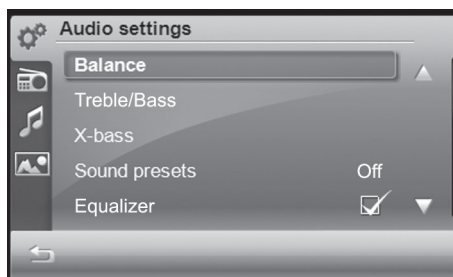 Audio settings
Balance
Treble/Bass
X-bass
Sound presets Off
Equalizer